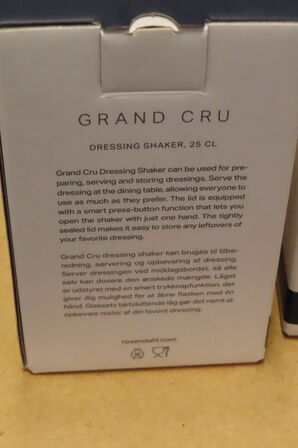 GRAND CRU
DRESSING SHAKER, 25 CL
Grand Cru Dressing Shaker can be used for pre-
paring, serving and storing dressings. Serve the
dressing at the dining table, allowing everyone to
use as much as they prefer. The lid is equipped
with a smart press-button function that lets you
open the shaker with just one hand. The tightly
sealed lid makes it easy to store any leftovers of
your favorite dressing.
Grand Cru dressing shaker kan bruges til tilbe-
redning, servering og opbevaring af dressing.
Server dressingen ved middagsbordet, så alle
selv kan dosere den ønskede mængde. Låget
er udstyret med en smart trykknapfunktion, der
giver dig mulighed for at åbne flasken med én
hånd. Glassets tætsluttende låg gør det nemt at
opbevare rester af din favorit dressing.
rosendahl.com